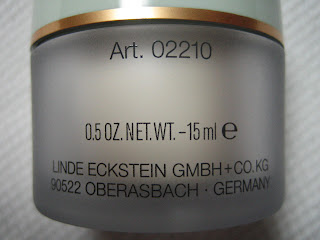 Art. 02210
0.5 OZ. NET. WT. –15 ml ℮
LINDE ECKSTEIN GMBH+CO.KG
90522 OBERASBACH · GERMANY